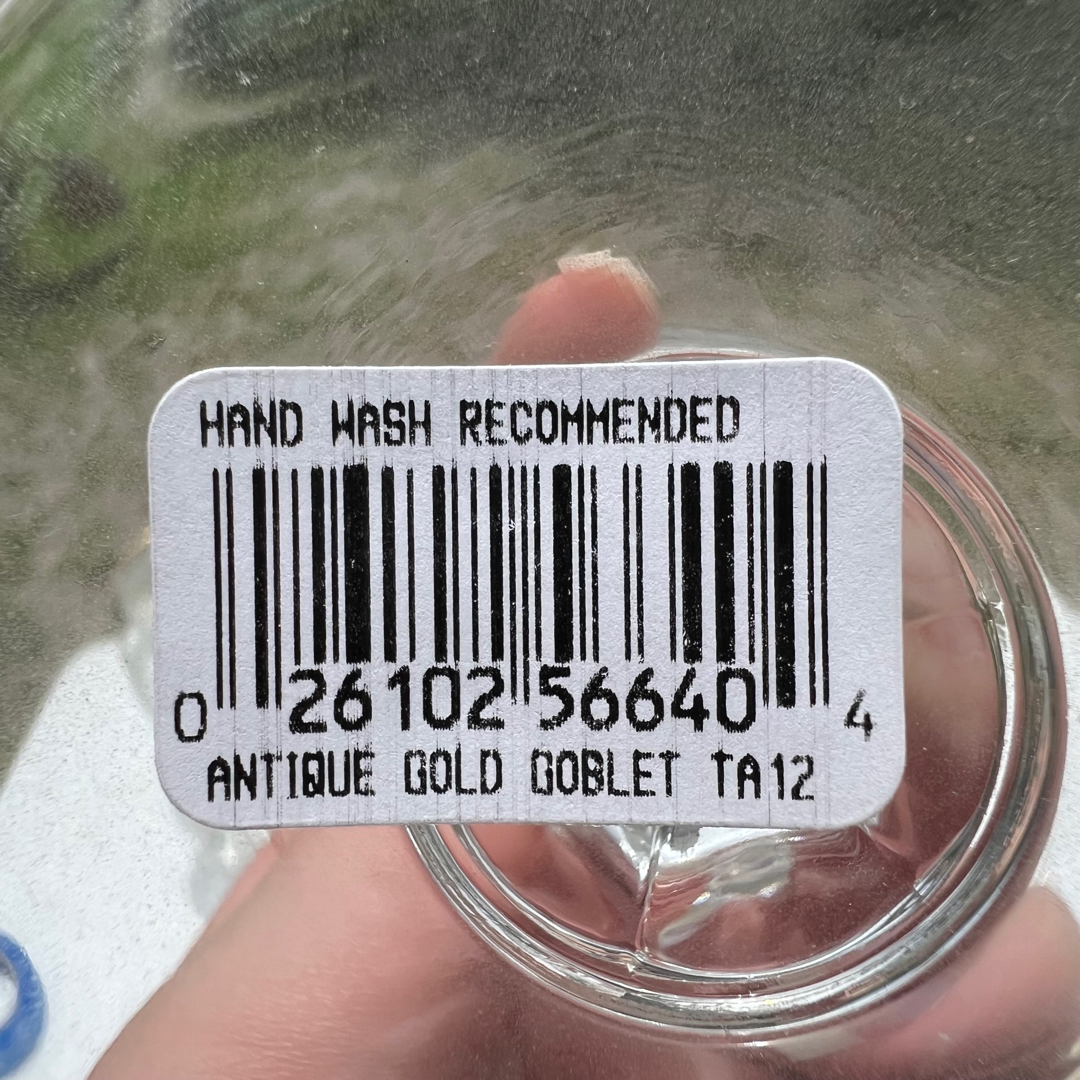 HAND WASH RECOMMENDED
0 26102 56640 4
ANTIQUE GOLD GOBLET TA12